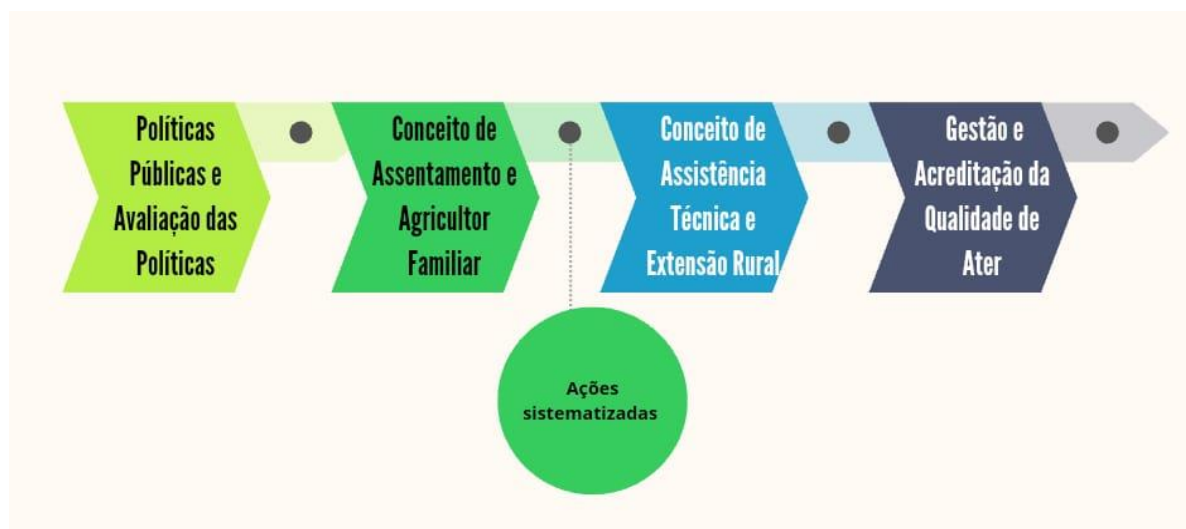 Políticas
Públicas e
Avaliação das
Políticas
Conceito de
Assentamento e
Agricultor
Familiar
Conceito de
Assistência
Técnica e
Extensão Rural
Gestão e
Acreditação da
Qualidade de
Ater
Ações
sistematizadas